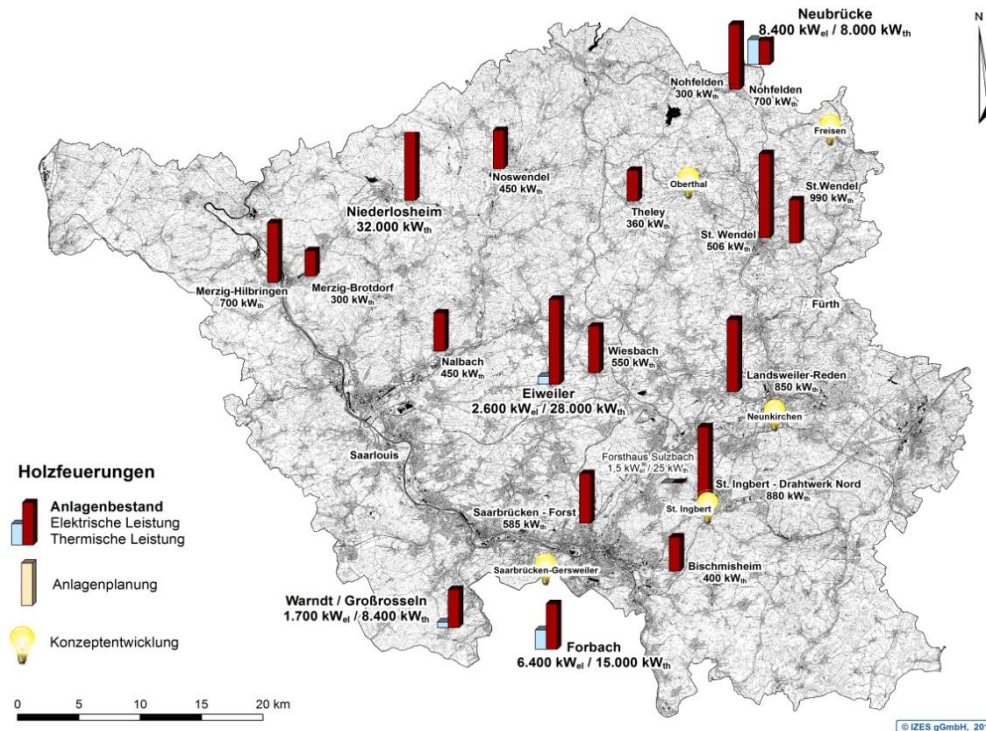 Neubrücke
8.400 kWel / 8.000 kWth
N
Nohfelden
300 kWth
Nohfelden
700 kWth
Freisen
Noswendel
450 kWth
Oberthal
Theley
360 kWth
St.Wendel
990 kWth
Niederlosheim
32.000 kWth
St. Wendel
506 kWth
Merzig-Hilbringen
700 kWth
Merzig-Brotdorf
300 kWth
Fürth
Nalbach
450 kWth
Wiesbach
550 kWth
Landsweiler-Reden
850 kWth
Eiweiler
2.600 kWel / 28.000 kWth
Neunkirchen
Saarlouis
Forsthaus Sulzbach
1,5 kWel / 25 kWth
St. Ingbert - Drahtwerk Nord
880 kWth
St. Ingbert
Saarbrücken - Forst
585 kWth
Saarbrücken-Gersweiler
Bischmisheim
400 kWth
Warndt / Großrosseln
1.700 kWel / 8.400 kWth
Forbach
6.400 kWel / 15.000 kWth
Holzfeuerungen
Anlagenbestand
Elektrische Leistung
Thermische Leistung
Anlagenplanung
Konzeptentwicklung
0 5 10 20 km
© IZES gGmbH,